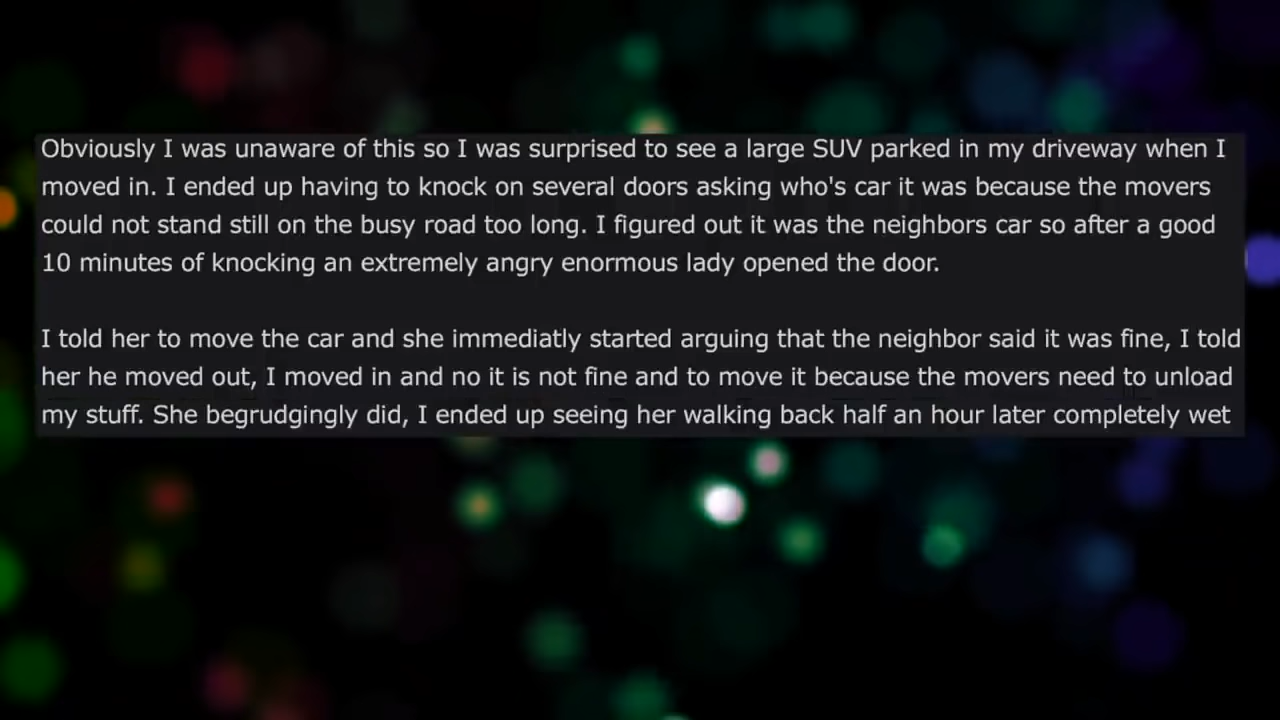 Obviously I was unaware of this so I was surprised to see a large SUV parked in my driveway when I
moved in. I ended up having to knock on several doors asking who's car it was because the movers
could not stand still on the busy road too long. I figured out it was the neighbors car so after a good
10 minutes of knocking an extremely angry enormous lady opened the door.
I told her to move the car and she immediatly started arguing that the neighbor said it was fine, I told
her he moved out, I moved in and no it is not fine and to move it because the movers need to unload
my stuff. She begrudgingly did, I ended up seeing her walking back half an hour later completely wet